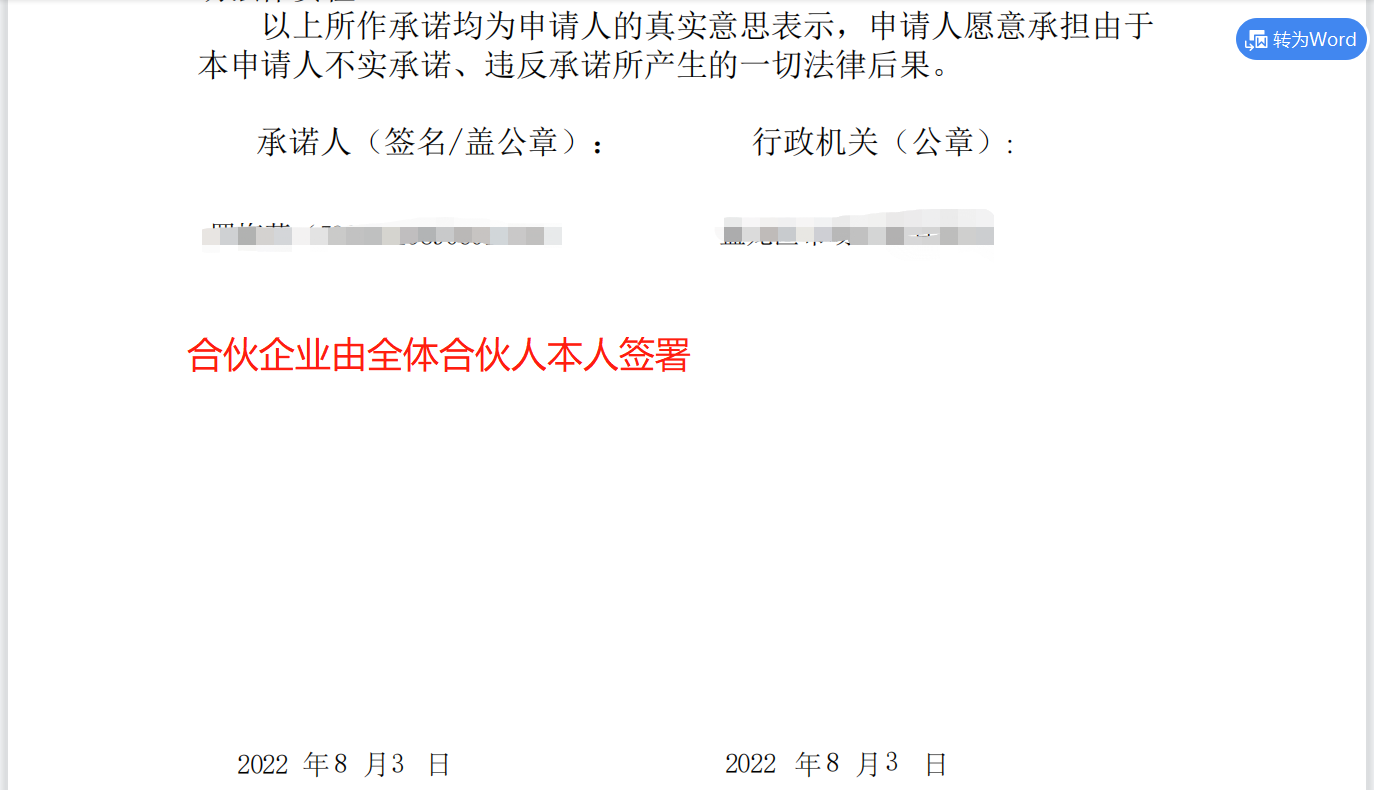 以上所作承诺均为申请人的真实意思表示，申请人愿意承担由于
本申请人不实承诺、违反承诺所产生的一切法律后果。
转为Word
承诺人（签名/盖公章）：
行政机关（公章）：
合伙企业由全体合伙人本人签署
2022 年8 月3 日
2022 年8 月3 日